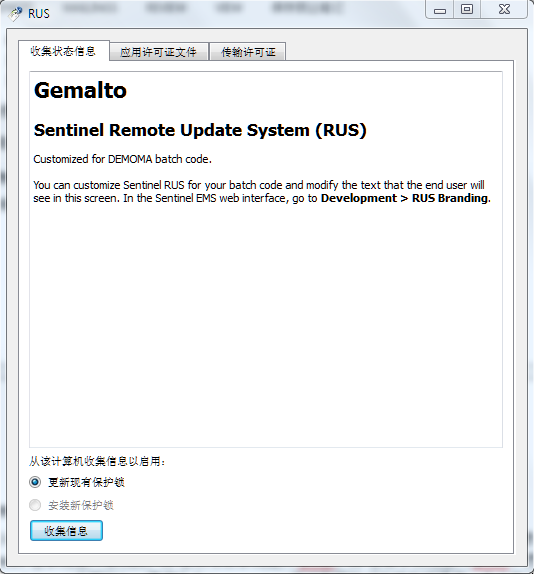 RUS
收集状态信息 应用许可证文件 传输许可证
Gemalto
Sentinel Remote Update System (RUS)
Customized for DEMOMA batch code.
You can customize Sentinel RUS for your batch code and modify the text that the end user will
see in this screen. In the Sentinel EMS web interface, go to Development > RUS Branding.
从该计算机收集信息以启用:
更新现有保护锁
安装新保护锁
收集信息